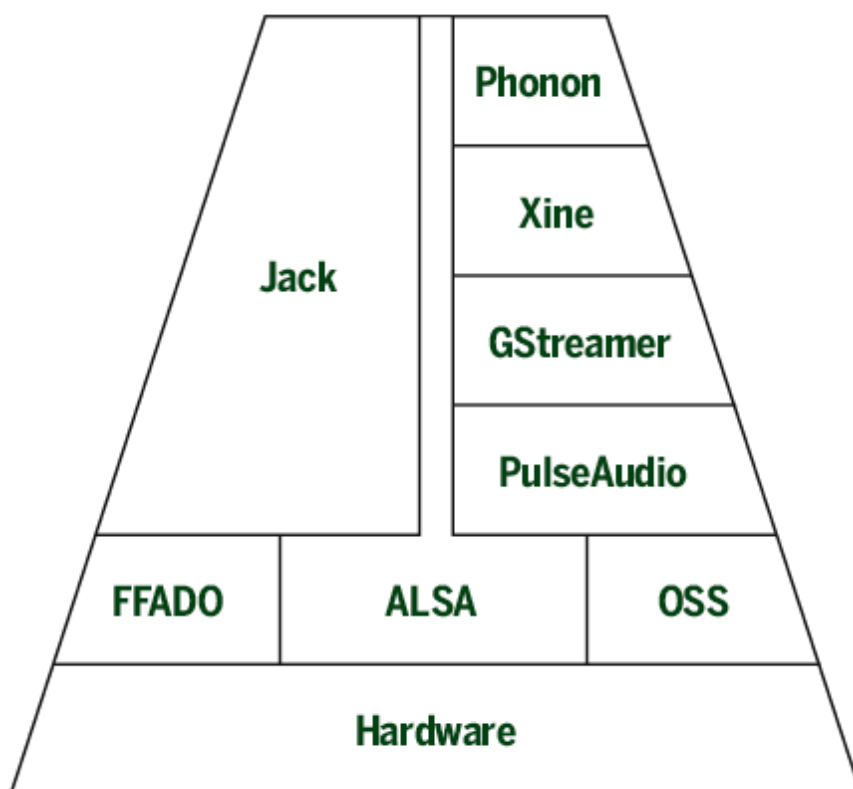 Phonon
Xine
Jack
GStreamer
PulseAudio
FFADO
ALSA
OSS
Hardware